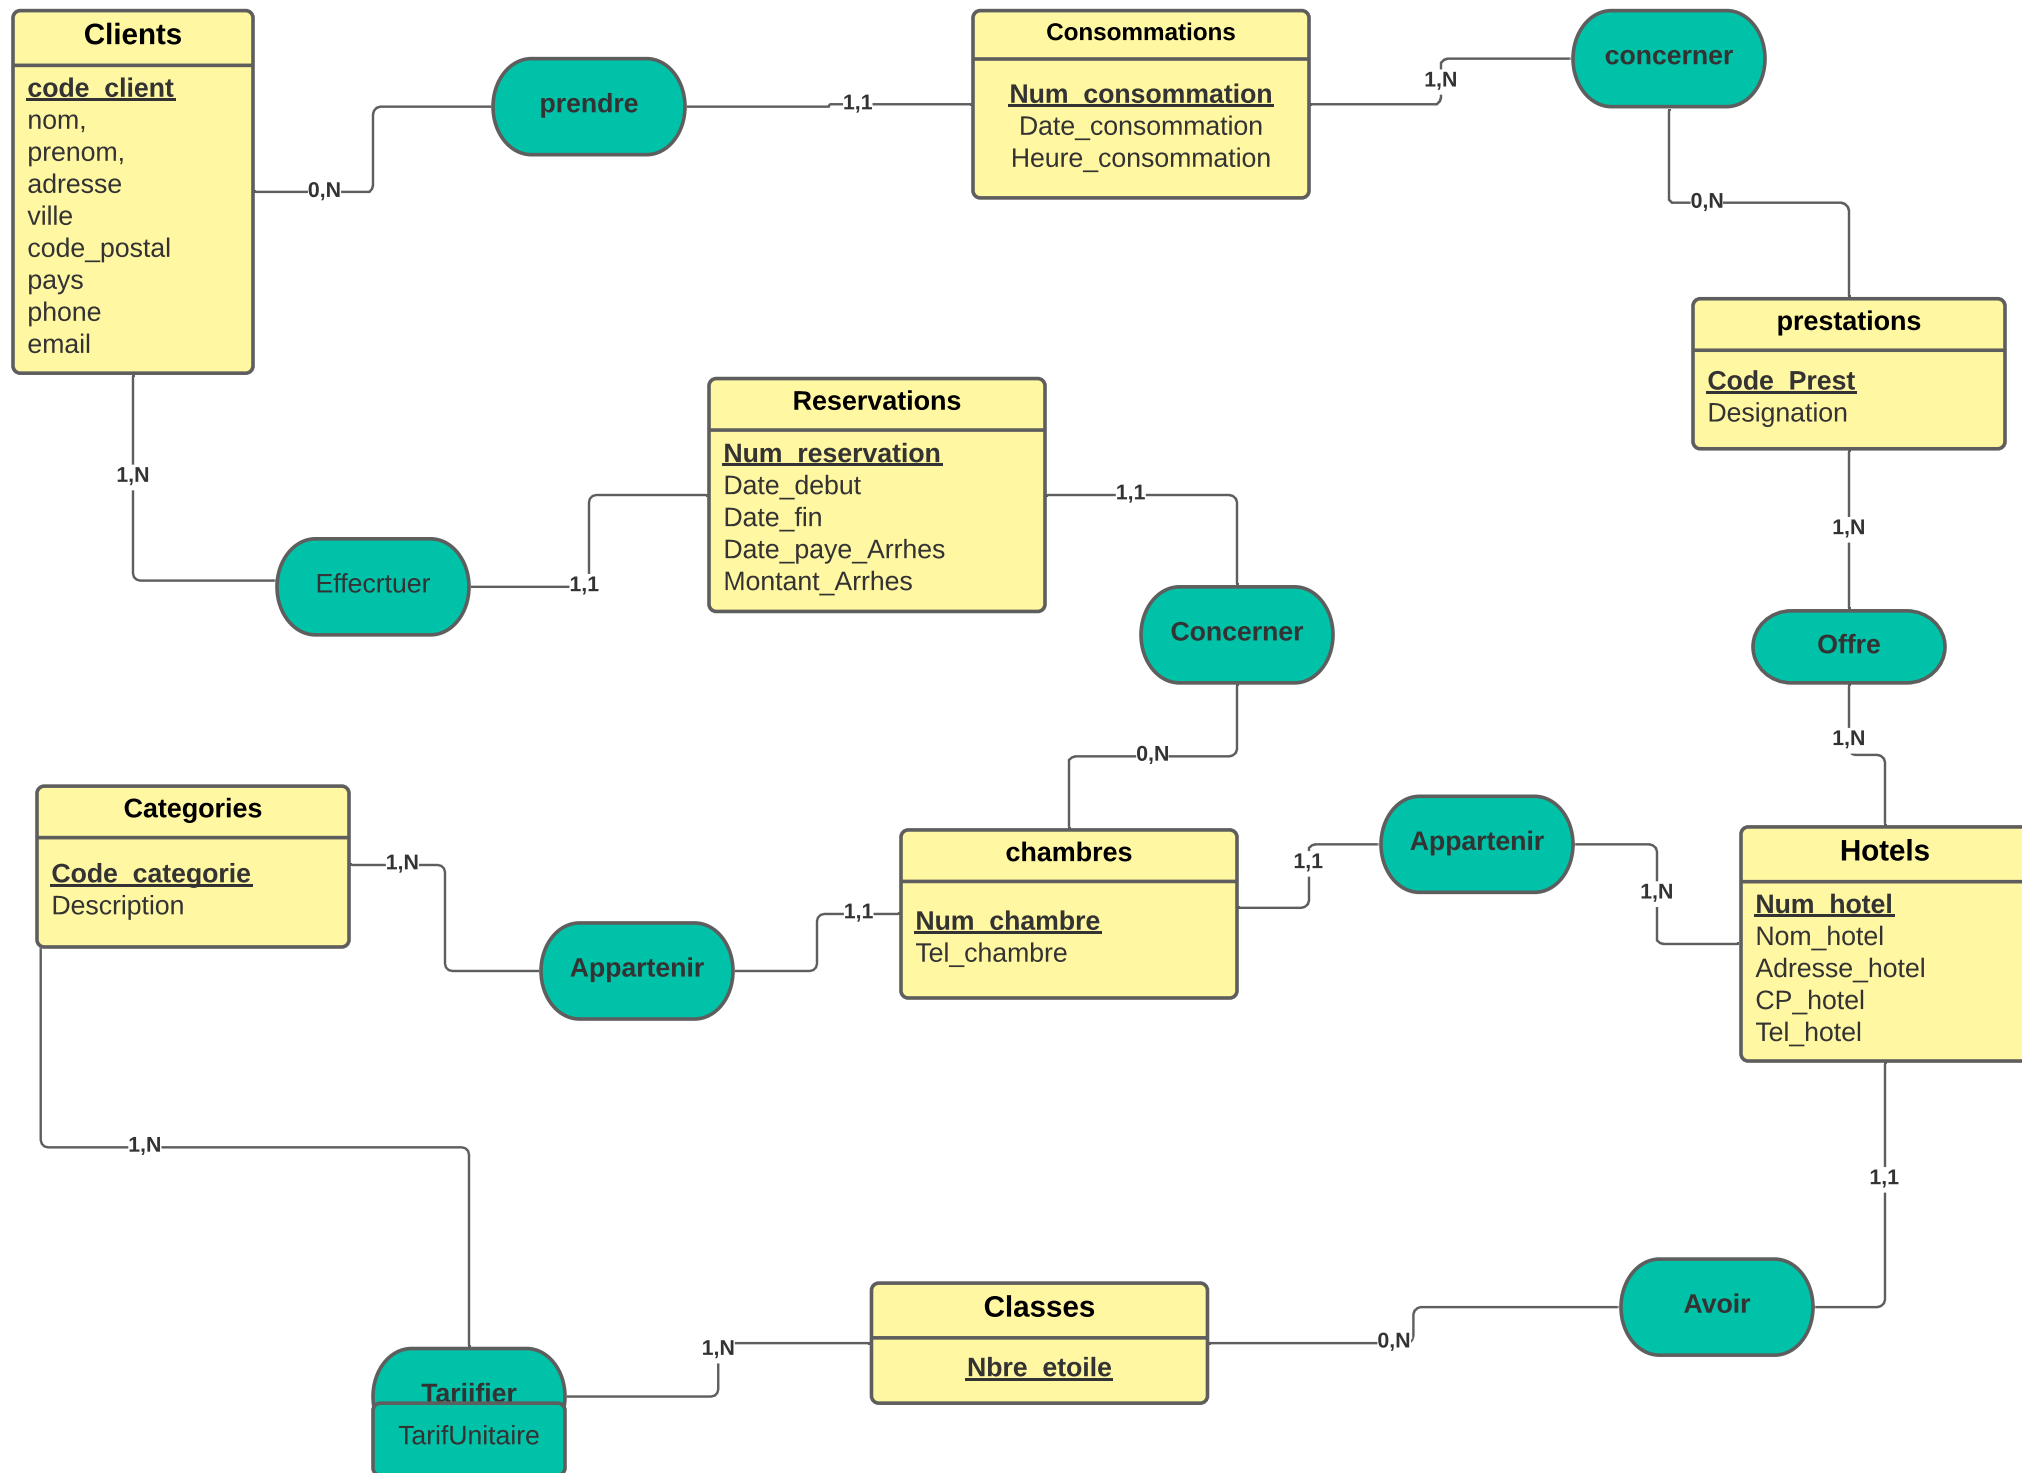 Clients
code_client
nom,
prenom,
adresse
ville
code_postal
pays
phone
email
0,N
prendre
1,1
Consommations
Num_consommation
Date_consommation
Heure_consommation
1,N
concerner
0,N
prestations
Code_Prest
Designation
1,N
Effecrtuer
1,1
Reservations
Num_reservation
Date_debut
Date_fin
Date_paye_Arrhes
Montant_Arrhes
1,1
Concerner
0,N
1,N
Offre
1,N
Categories
Code_categorie
Description
1,N
Appartenir
1,1
chambres
Num_chambre
Tel_chambre
1,1
Appartenir
1,N
Hotels
Num_hotel
Nom_hotel
Adresse_hotel
CP_hotel
Tel_hotel
1,N
1,1
Tariifier
TarifUnitaire
1,N
Classes
Nbre_etoile
0,N
Avoir